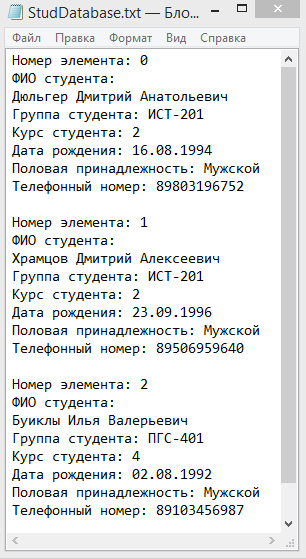 StudDatabase.txt — Бло...
Файл Правка Формат Вид Справка
Номер элемента: 0
ФИО студента:
Дюльгер Дмитрий Анатольевич
Группа студента: ИСТ-201
Курс студента: 2
Дата рождения: 16.08.1994
Половая принадлежность: Мужской
Телефонный номер: 89803196752
Номер элемента: 1
ФИО студента:
Храмцов Дмитрий Алексеевич
Группа студента: ИСТ-201
Курс студента: 2
Дата рождения: 23.09.1996
Половая принадлежность: Мужской
Телефонный номер: 89506959640
Номер элемента: 2
ФИО студента:
Буиклы Илья Валерьевич
Группа студента: ПГС-401
Курс студента: 4
Дата рождения: 02.08.1992
Половая принадлежность: Мужской
Телефонный номер: 89103456987